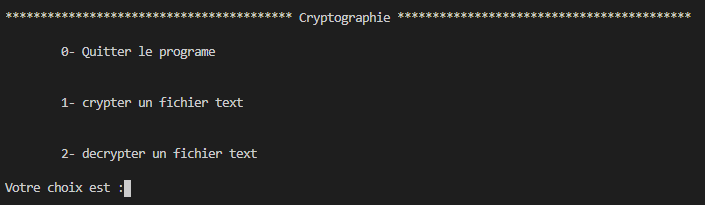 ***************************************** Cryptographie ******************************************
0- Quitter le programe
1- crypter un fichier text
2- decrypter un fichier text
Votre choix est :